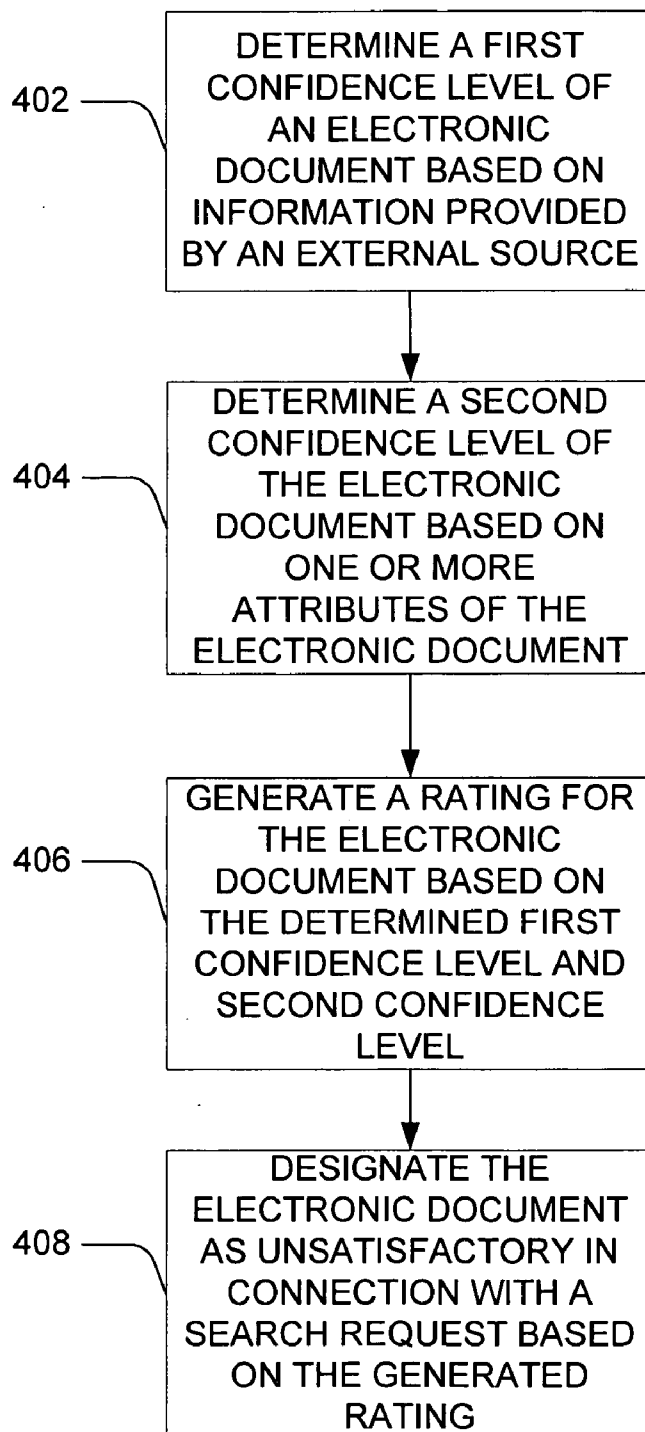 402
DETERMINE A FIRST
CONFIDENCE LEVEL OF
AN ELECTRONIC
DOCUMENT BASED ON
INFORMATION PROVIDED
BY AN EXTERNAL SOURCE
404
DETERMINE A SECOND
CONFIDENCE LEVEL OF
THE ELECTRONIC
DOCUMENT BASED ON
ONE OR MORE
ATTRIBUTES OF THE
ELECTRONIC DOCUMENT
406
GENERATE A RATING FOR
THE ELECTRONIC
DOCUMENT BASED ON
THE DETERMINED FIRST
CONFIDENCE LEVEL AND
SECOND CONFIDENCE
LEVEL
408
DESIGNATE THE
ELECTRONIC DOCUMENT
AS UNSATISFACTORY IN
CONNECTION WITH A
SEARCH REQUEST BASED
ON THE GENERATED
RATING